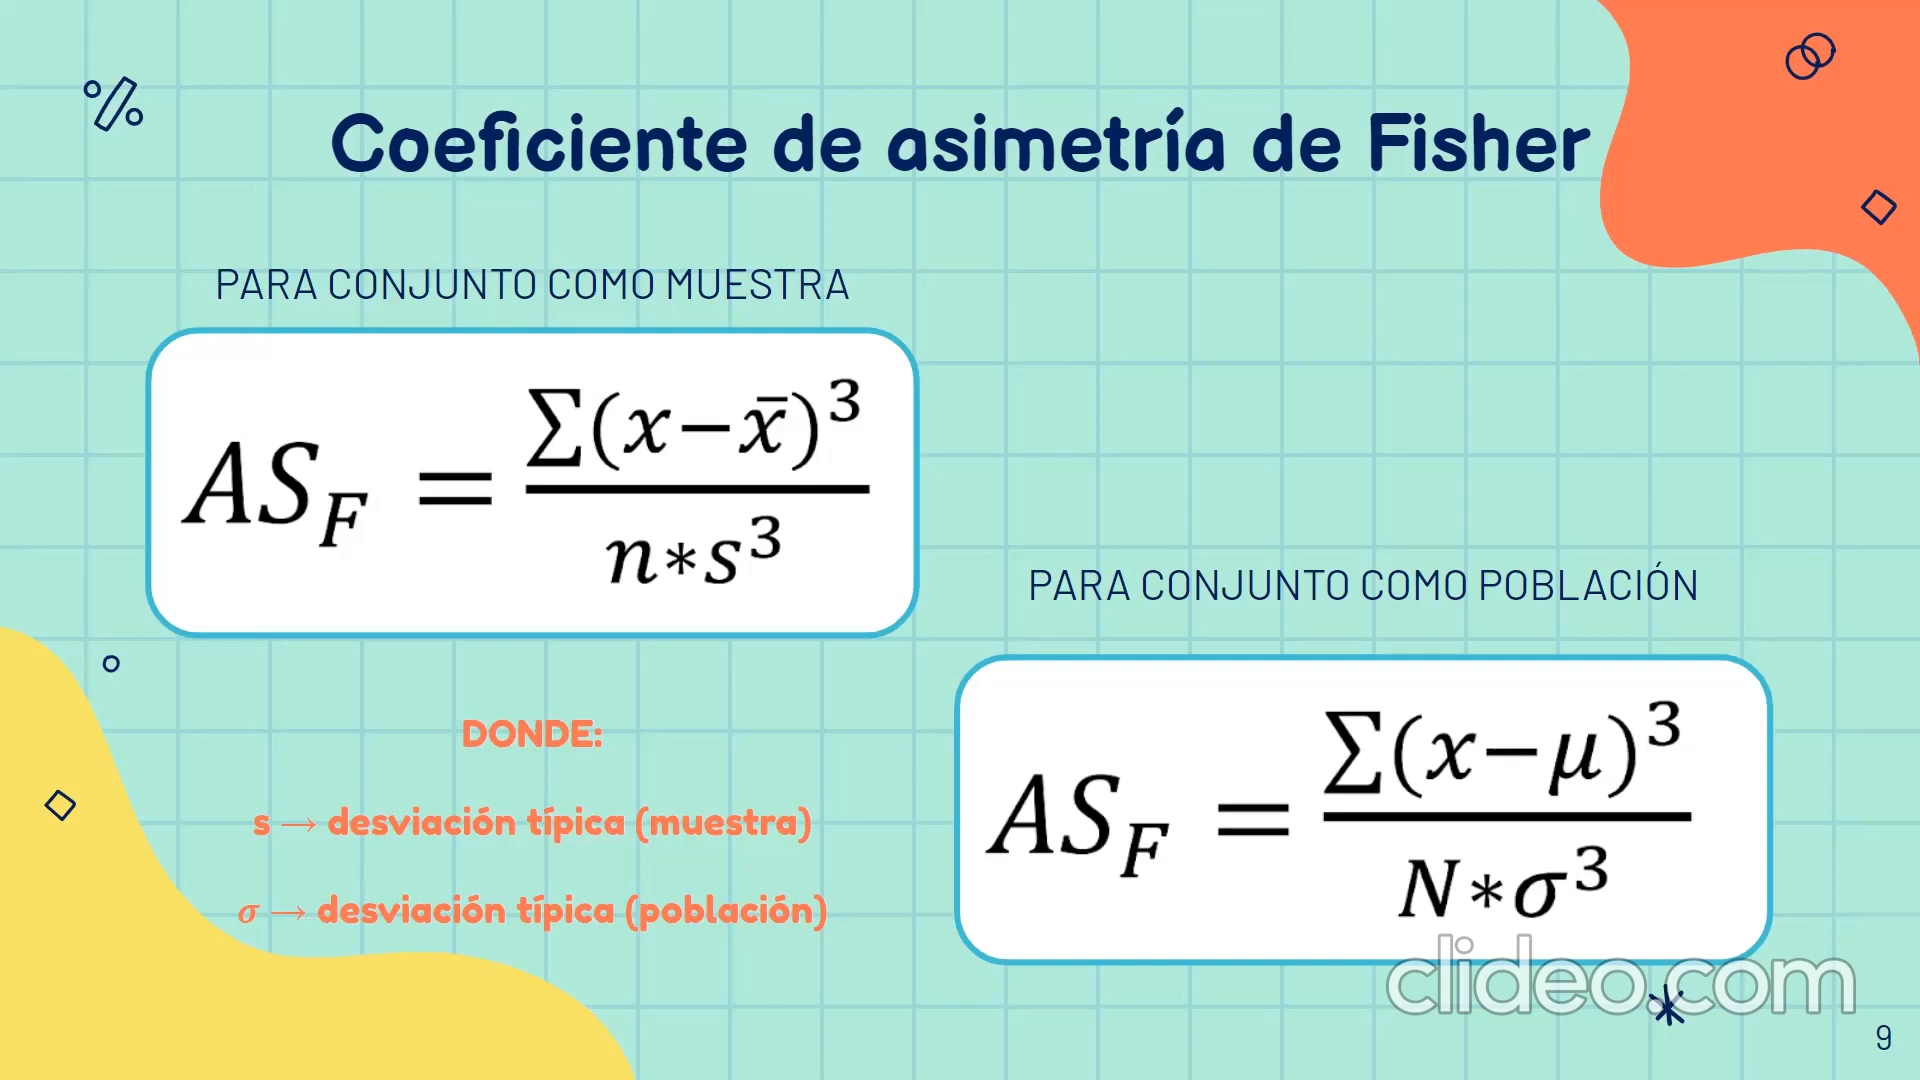 Coeficiente de asimetría de Fisher
PARA CONJUNTO COMO MUESTRA
AS_F = ∑(x−x̄)³ / n*s³
PARA CONJUNTO COMO POBLACIÓN
AS_F = ∑(x−μ)³ / N*σ³
DONDE:
s → desviación típica (muestra)
σ → desviación típica (población)
clideo.com
9